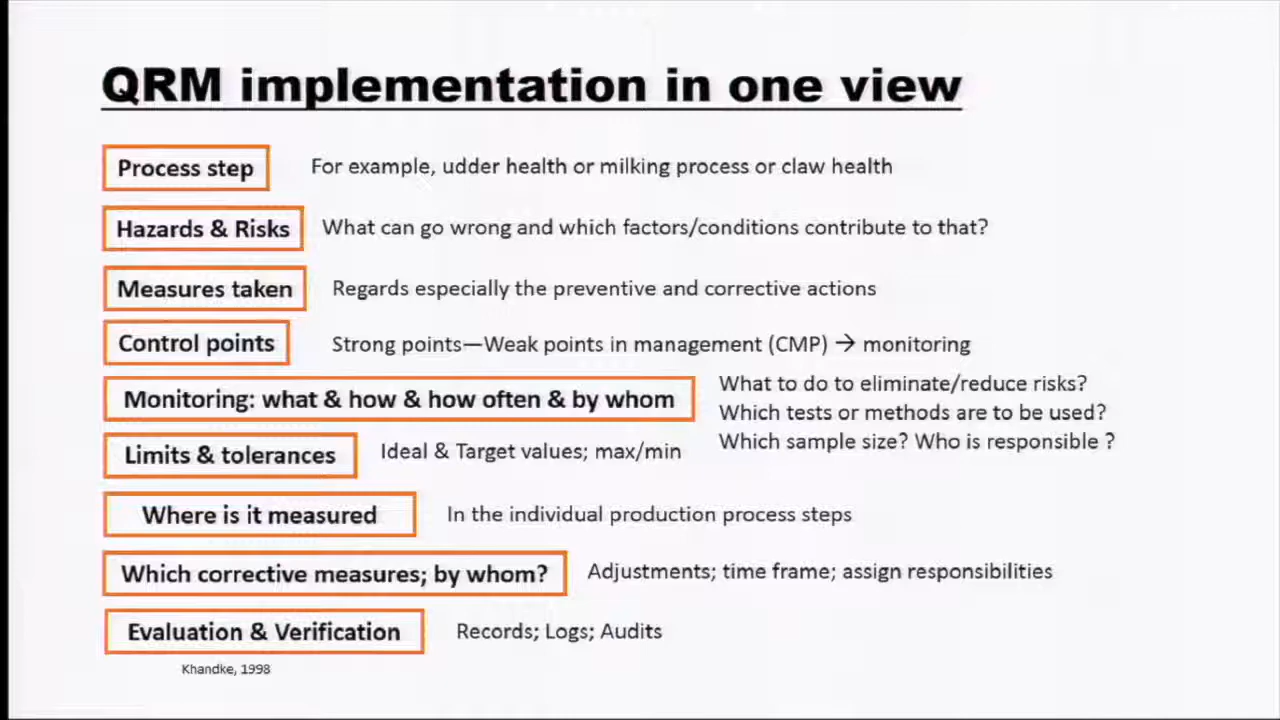 QRM implementation in one view
Process step For example, udder health or milking process or claw health
Hazards & Risks What can go wrong and which factors/conditions contribute to that?
Measures taken Regards especially the preventive and corrective actions
Control points Strong points—Weak points in management (CMP) → monitoring
Monitoring: what & how & how often & by whom
What to do to eliminate/reduce risks?
Which tests or methods are to be used?
Which sample size? Who is responsible ?
Limits & tolerances Ideal & Target values; max/min
Where is it measured In the individual production process steps
Which corrective measures; by whom? Adjustments; time frame; assign responsibilities
Evaluation & Verification Records; Logs; Audits
Khandke, 1998